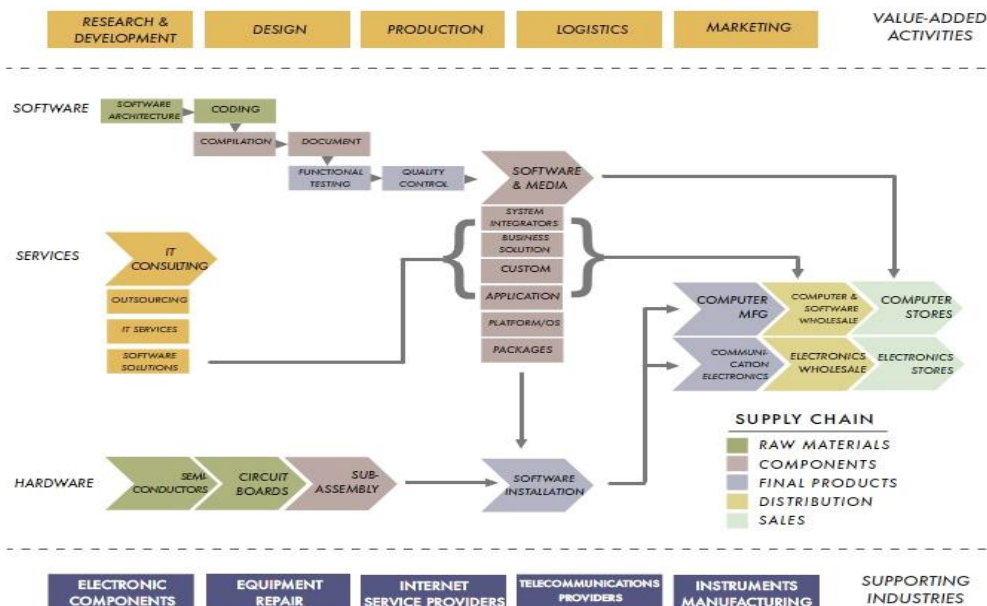 RESEARCH &
DEVELOPMENT
DESIGN
PRODUCTION
LOGISTICS
MARKETING
VALUE-ADDED
ACTIVITIES
SOFTWARE
SOFTWARE
ARCHITECTURE
CODING
COMPILATION
DOCUMENT
FUNCTIONAL
TESTING
QUALITY
CONTROL
SOFTWARE
& MEDIA
SYSTEM
INTEGRATORS
BUSINESS
SOLUTION
CUSTOM
APPLICATION
PLATFORM/OS
PACKAGES
SERVICES
IT
CONSULTING
OUTSOURCING
IT SERVICES
SOFTWARE
SOLUTIONS
COMPUTER
MFG
COMPUTER &
SOFTWARE
WHOLESALE
COMPUTER
STORES
COMMUNI-
CATION
ELECTRONICS
ELECTRONICS
WHOLESALE
ELECTRONICS
STORES
SUPPLY CHAIN
RAW MATERIALS
COMPONENTS
FINAL PRODUCTS
DISTRIBUTION
SALES
HARDWARE
SEMI-
CONDUCTORS
CIRCUIT
BOARDS
SUB-
ASSEMBLY
SOFTWARE
INSTALLATION
ELECTRONIC
COMPONENTS
EQUIPMENT
REPAIR
INTERNET
SERVICE PROVIDERS
TELECOMMUNICATIONS
PROVIDERS
INSTRUMENTS
MANUFACTURING
SUPPORTING
INDUSTRIES